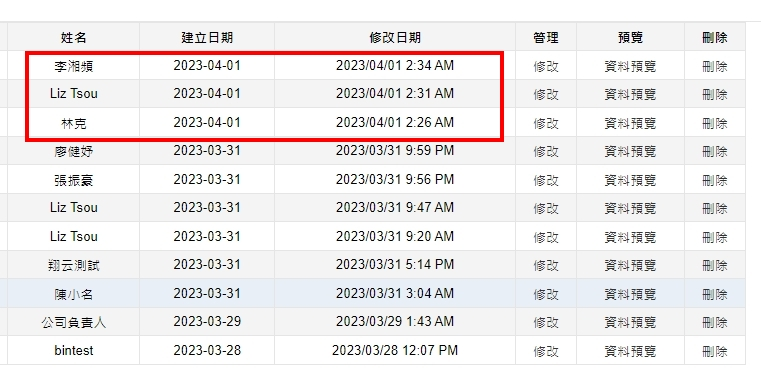 姓名 建立日期 修改日期 管理 預覽 刪除
李湘頻 2023-04-01 2023/04/01 2:34 AM 修改 資料預覽 刪除
Liz Tsou 2023-04-01 2023/04/01 2:31 AM 修改 資料預覽 刪除
林克 2023-04-01 2023/04/01 2:26 AM 修改 資料預覽 刪除
廖健妤 2023-03-31 2023/03/31 9:59 PM 修改 資料預覽 刪除
張振豪 2023-03-31 2023/03/31 9:56 PM 修改 資料預覽 刪除
Liz Tsou 2023-03-31 2023/03/31 9:47 AM 修改 資料預覽 刪除
Liz Tsou 2023-03-31 2023/03/31 9:20 AM 修改 資料預覽 刪除
翔云測試 2023-03-31 2023/03/31 5:14 PM 修改 資料預覽 刪除
陳小名 2023-03-31 2023/03/31 3:04 AM 修改 資料預覽 刪除
公司負責人 2023-03-29 2023/03/29 1:43 AM 修改 資料預覽 刪除
bintest 2023-03-28 2023/03/28 12:07 PM 修改 資料預覽 刪除